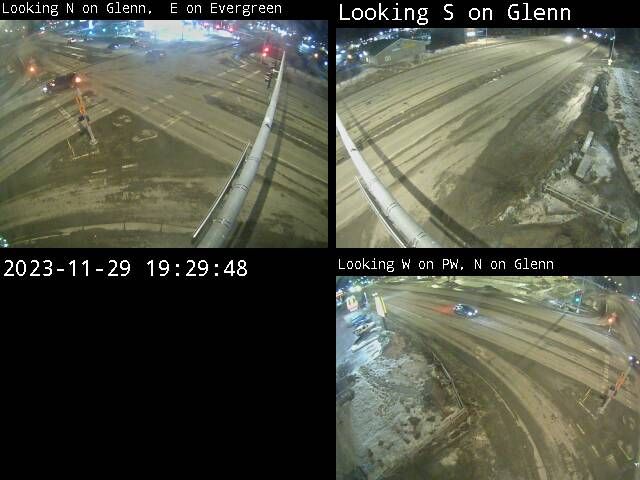 Looking N on Glenn, E on Evergreen
Looking S on Glenn
2023-11-29 19:29:48
Looking W on PW, N on Glenn